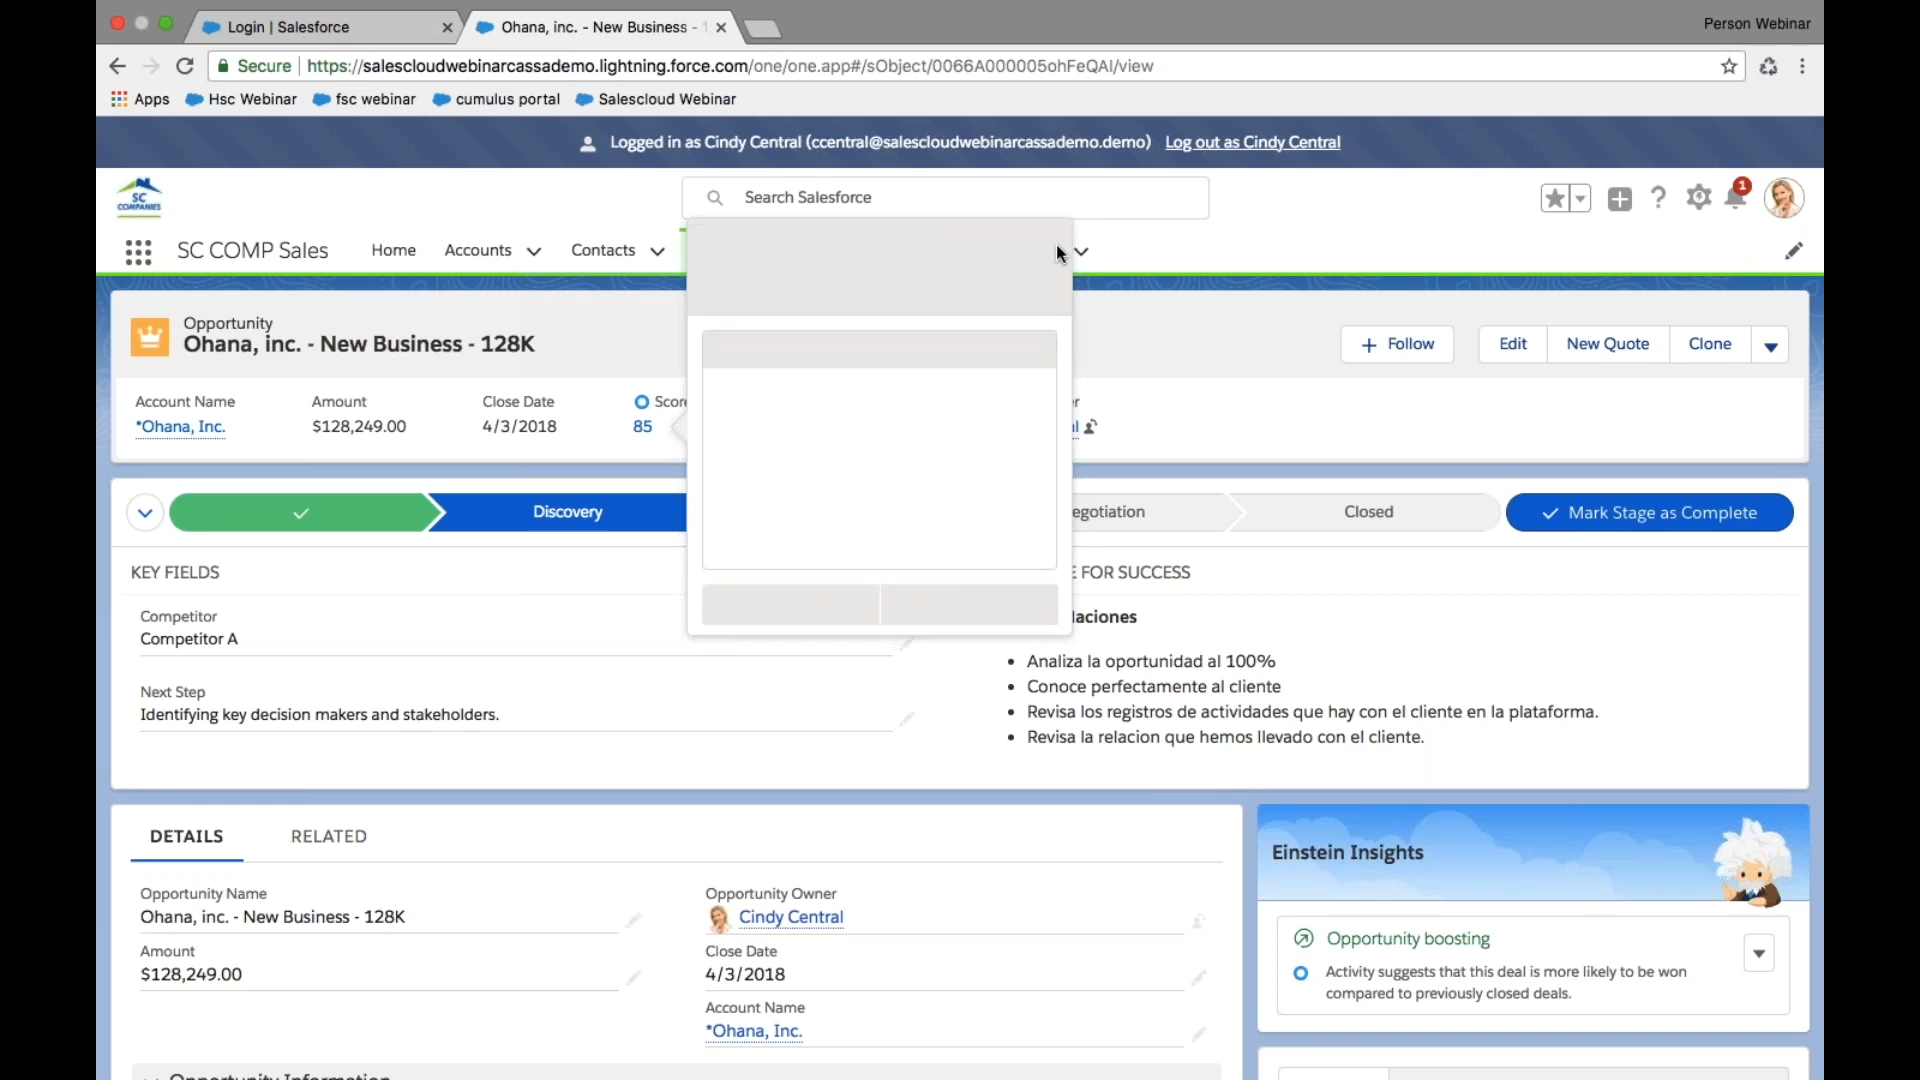 Person Webinar
Login | Salesforce
Ohana, inc. - New Business -
Secure
https://salescloudwebinarcassademo.lightning.force.com/one/one.app#/sObject/0066A000005ohFeQAI/view
Apps
Hsc Webinar
fsc webinar
cumulus portal
Salescloud Webinar
Logged in as Cindy Central (ccentral@salescloudwebinarcassademo.demo) Log out as Cindy Central
SC
COMPANIES
Search Salesforce
1
SC COMP Sales
Home
Accounts
Contacts
Opportunity
Ohana, inc. - New Business - 128K
+ Follow
Edit
New Quote
Clone
Account Name
Amount
Close Date
Score
*Ohana, Inc.
$128,249.00
4/3/2018
85
Discovery
egotiation
Closed
Mark Stage as Complete
KEY FIELDS
FOR SUCCESS
Competitor
Competitor A
laciones
Next Step
Identifying key decision makers and stakeholders.
• Analiza la oportunidad al 100%
• Conoce perfectamente al cliente
• Revisa los registros de actividades que hay con el cliente en la plataforma.
• Revisa la relacion que hemos llevado con el cliente.
DETAILS
RELATED
Opportunity Name
Ohana, inc. - New Business - 128K
Opportunity Owner
Cindy Central
Amount
$128,249.00
Close Date
4/3/2018
Account Name
*Ohana, Inc.
Opportunity Information
Einstein Insights
Opportunity boosting
Activity suggests that this deal is more likely to be won
compared to previously closed deals.